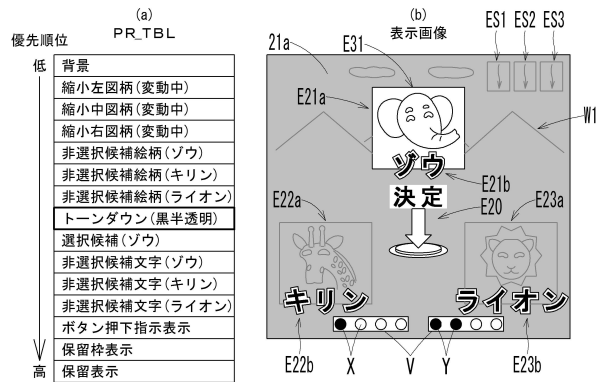 (a)
PR_TBL
優先順位
低
背景
縮小左図柄(変動中)
縮小中図柄(変動中)
縮小右図柄(変動中)
非選択候補絵柄(ゾウ)
非選択候補絵柄(キリン)
非選択候補絵柄(ライオン)
トーンダウン(黒半透明)
選択候補(ゾウ)
非選択候補文字(ゾウ)
非選択候補文字(キリン)
非選択候補文字(ライオン)
ボタン押下指示表示
保留枠表示
高
保留表示
(b)
表示画像
ES1 ES2 ES3
21a
E31
E21a
W1
ゾウ
E21b
決定
E20
E22a
E23a
キリン
ライオン
E22b
X
V
Y
E23b